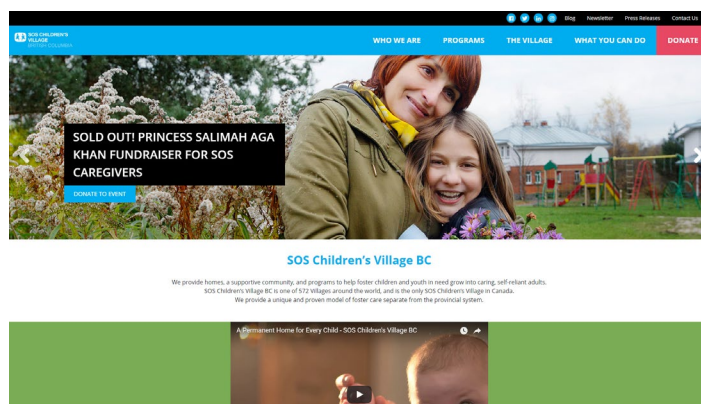 Blog Newsletter Press Releases Contact Us
SOS CHILDREN'S
VILLAGE
BRITISH COLUMBIA
WHO WE ARE PROGRAMS THE VILLAGE WHAT YOU CAN DO DONATE
SOLD OUT! PRINCESS SALIMAH AGA
KHAN FUNDRAISER FOR SOS
CAREGIVERS
DONATE TO EVENT
SOS Children's Village BC
We provide homes, a supportive community, and programs to help foster children and youth in need grow into caring, self-reliant adults.
SOS Children's Village BC is one of 572 Villages around the world, and is the only SOS Children's Village in Canada.
We provide a unique and proven model of foster care separate from the provincial system.
A Permanent Home for Every Child - SOS Children's Village BC